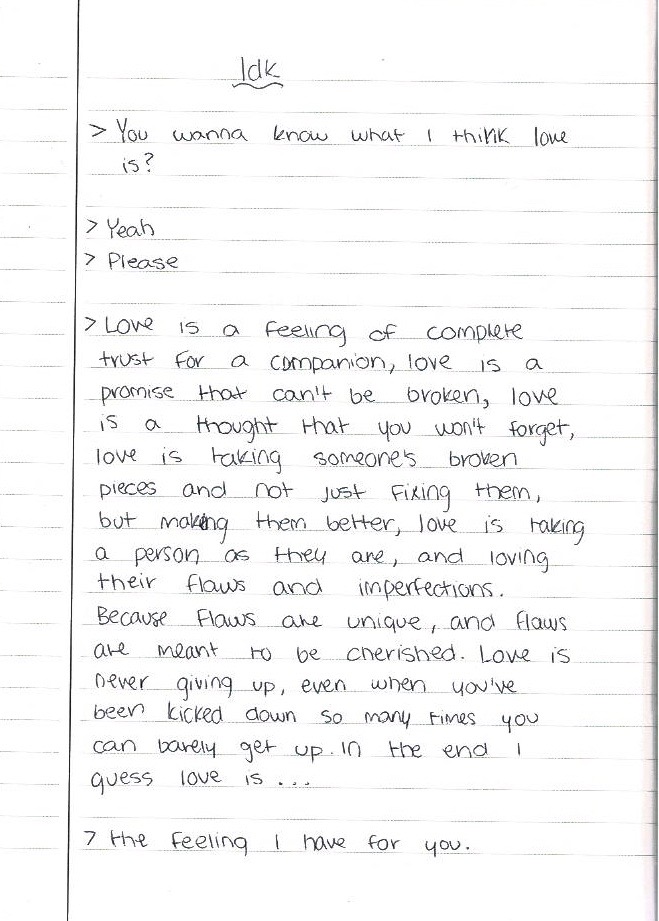 Idk
> You wanna know what I think love
is?
> Yeah
> Please
> Love is a feeling of complete
trust for a companion, love is a
promise that can't be broken, love
is a thought that you won't forget,
love is taking someone's broken
pieces and not just fixing them,
but making them better, love is taking
a person as they are, and loving
their flaws and imperfections.
Because flaws are unique, and flaws
are meant to be cherished. Love is
never giving up, even when you've
been kicked down so many times you
can barely get up. In the end I
guess love is ...
> the feeling I have for you.